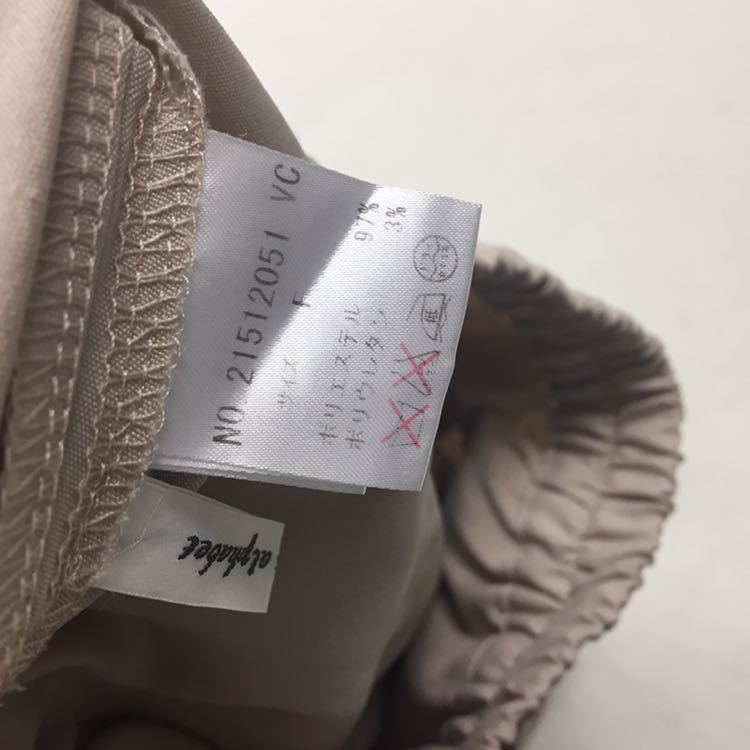 NO 21512051 VC
サイズ F
ポリエステル 97%
ポリウレタン 3%
alphabet